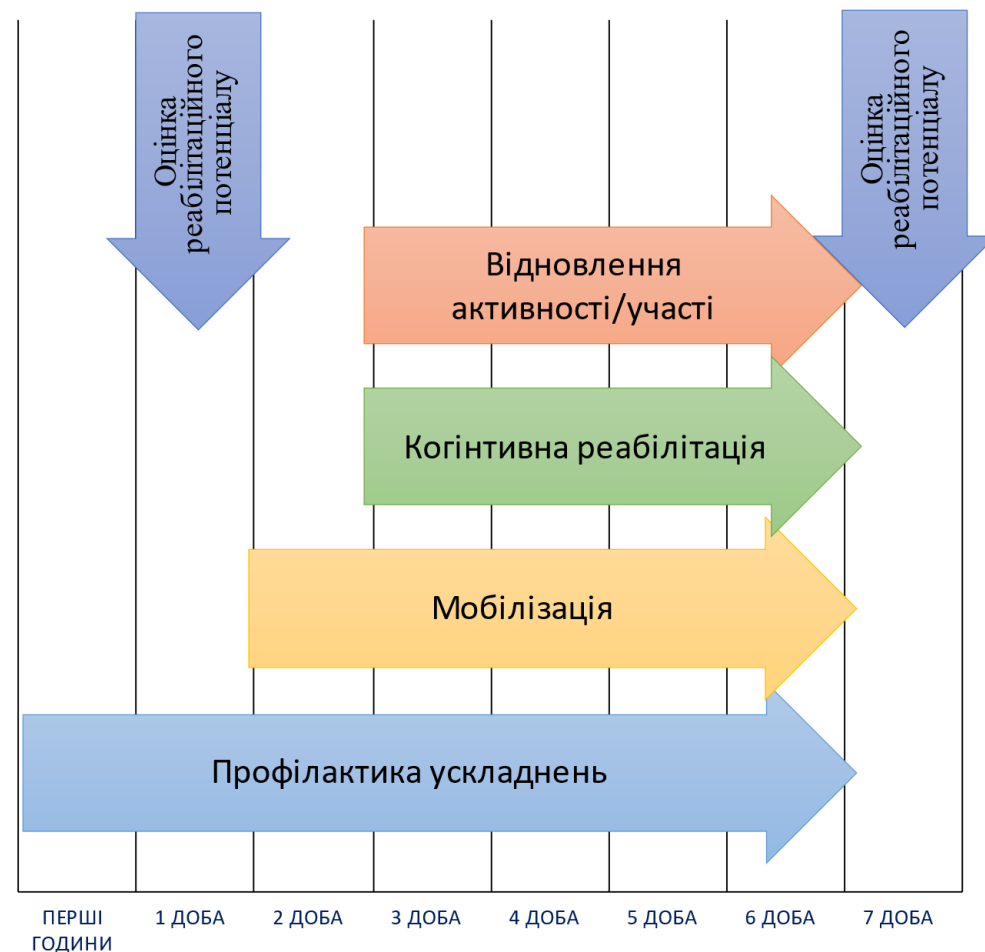 Оцінка
реабілітаційного
потенціалу
Оцінка
реабілітаційного
потенціалу
Відновлення
активності/участі
Когінтивна реабілітація
Мобілізація
Профілактика ускладнень
ПЕРШІ
ГОДИНИ
1 ДОБА
2 ДОБА
3 ДОБА
4 ДОБА
5 ДОБА
6 ДОБА
7 ДОБА